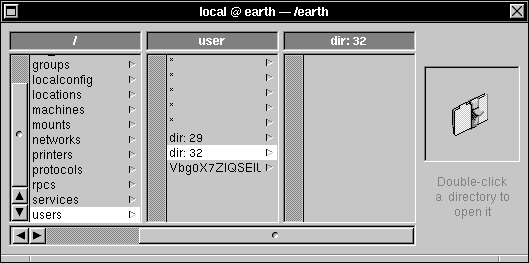 local @ earth — /earth
/
user
dir: 32
groups
localconfig
locations
machines
mounts
networks
printers
protocols
rpcs
services
users
*
*
*
*
*
dir: 29
dir: 32
Double-click
a directory to
open it